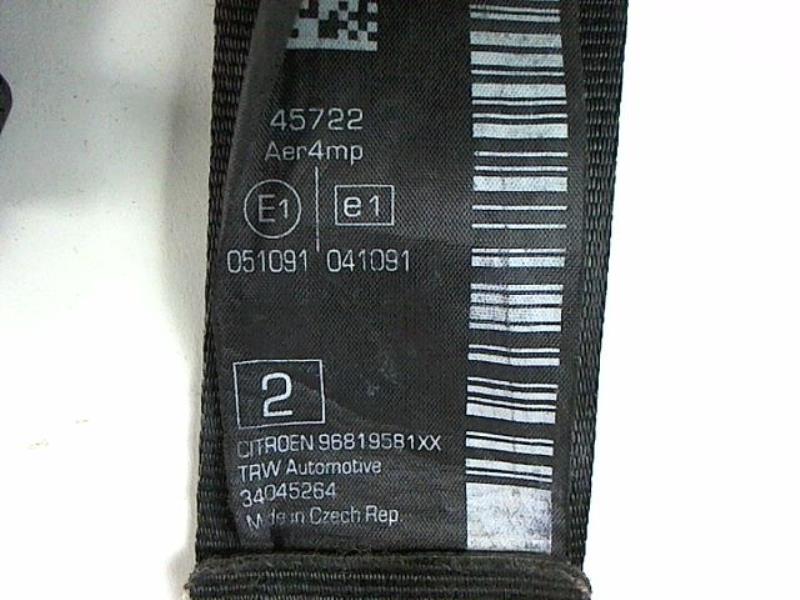 45722
Aer4mp
E1 e1
051091 041091
2
CITROEN 96819581XX
TRW Automotive
34045264
Made in Czech Rep.